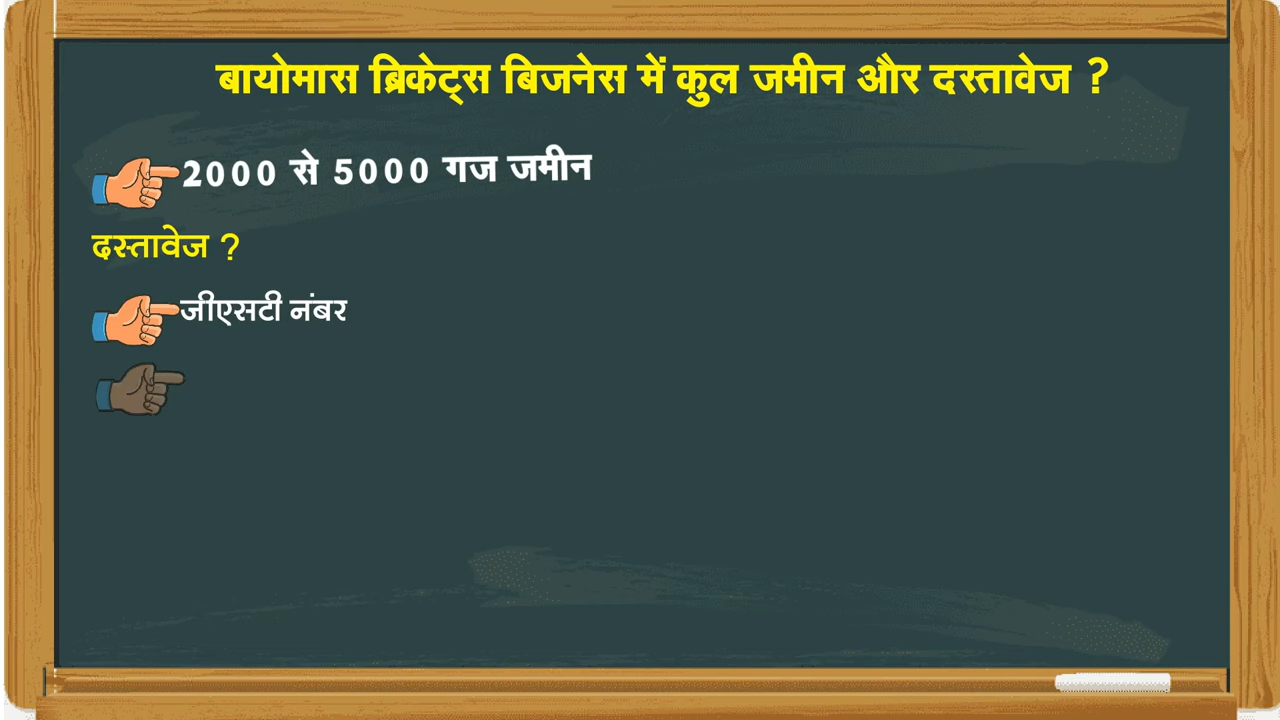 बायोमास ब्रिकेट्स बिजनेस में कुल जमीन और दस्तावेज ?
2000 से 5000 गज जमीन
दस्तावेज ?
जीएसटी नंबर